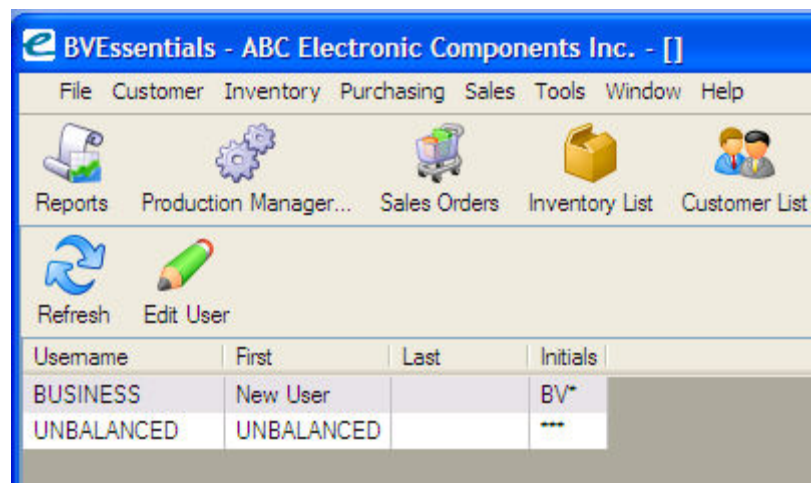 BVEssentials - ABC Electronic Components Inc. - []
File Customer Inventory Purchasing Sales Tools Window Help
Reports Production Manager... Sales Orders Inventory List Customer List
Refresh Edit User
Username First Last Initials
BUSINESS New User BV*
UNBALANCED UNBALANCED ***